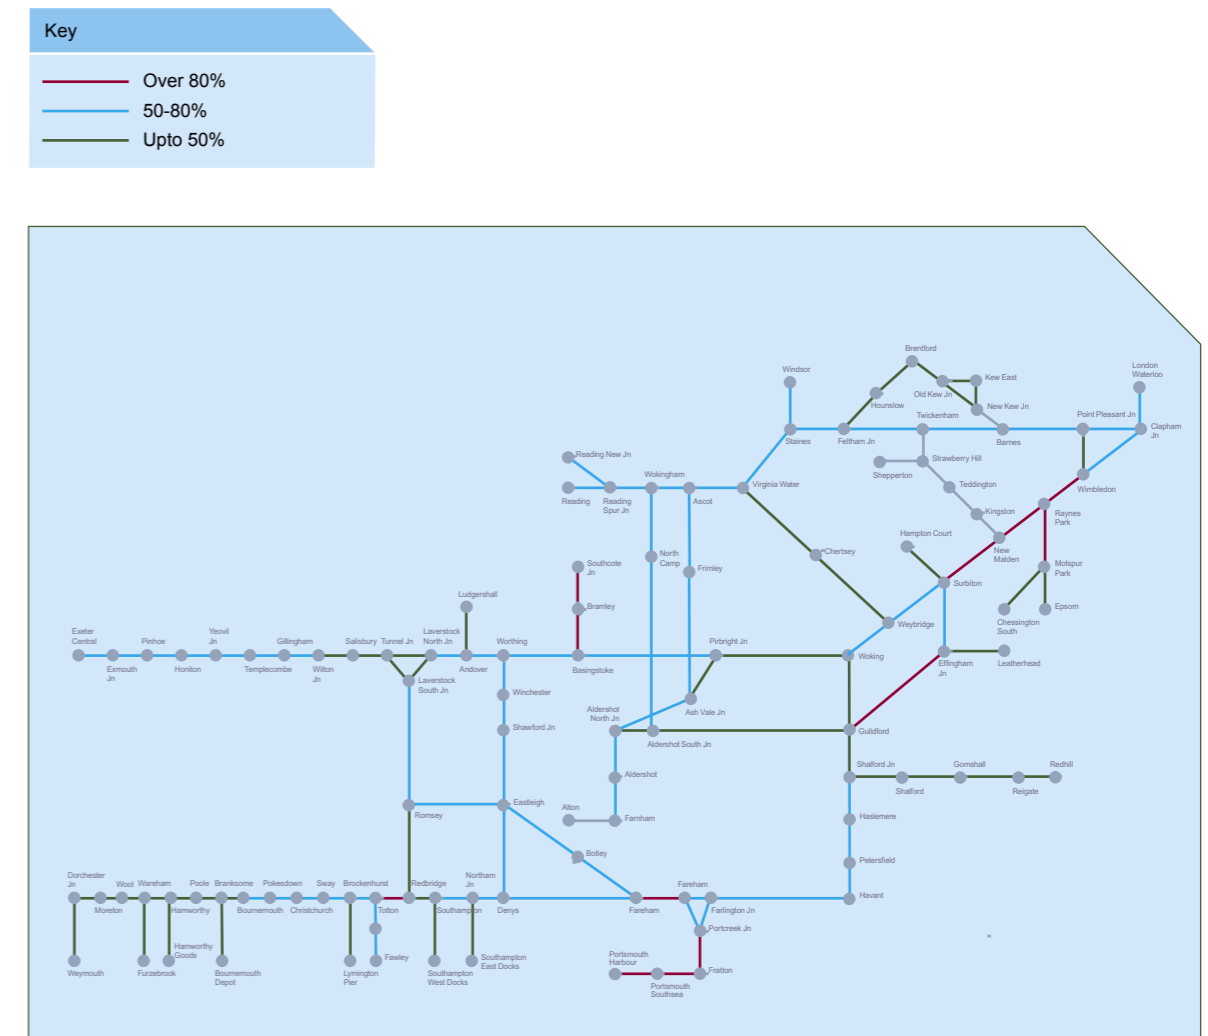 Key
Over 80%
50-80%
Upto 50%
Brentford
Windsor
London
Waterloo
Kew East
Old Kew Jn
Hounslow
New Kew Jn
Twickenham
Point Pleasant Jn
Clapham
Jn
Staines
Feltham Jn
Barnes
Reading New Jn
Strawberry Hill
Shepperton
Wokingham
Wimbledon
Virginia Water
Teddington
Reading
Reading
Spur Jn
Ascot
Kingston
Raynes
Park
Hampton Court
New
Malden
North
Camp
Chertsey
Southcote
Jn
Frimley
Motspur
Park
Surbiton
Ludgershall
Bramley
Chessington
South
Epsom
Weybridge
Exeter
Central
Pinhoe
Yeovil
Jn
Gillingham
Salisbury
Tunnel Jn
Laverstock
North Jn
Worthing
Pirbright Jn
Woking
Exmouth
Jn
Honiton
Templecombe
Wilton
Jn
Andover
Basingstoke
Effingham
Jn
Leatherhead
Laverstock
South Jn
Winchester
Aldershot
North Jn
Ash Vale Jn
Shawford Jn
Aldershot South Jn
Guildford
Shalford Jn
Gomshall
Redhill
Aldershot
Shalford
Reigate
Eastleigh
Romsey
Alton
Farnham
Haslemere
Botley
Petersfield
Dorchester
Jn
Wool
Wareham
Poole
Branksome
Pokesdown
Sway
Brockenhurst
Redbridge
Northam
Jn
Fareham
Havant
Moreton
Hamworthy
Bournemouth
Christchurch
Totton
Southampton
Denys
Fareham
Farlington Jn
Portcreek Jn
Hamworthy
Goods
Weymouth
Furzebrook
Bournemouth
Depot
Lymington
Pier
Fawley
Southampton
West Docks
Southampton
East Docks
Portsmouth
Harbour
Fratton
Portsmouth
Southsea